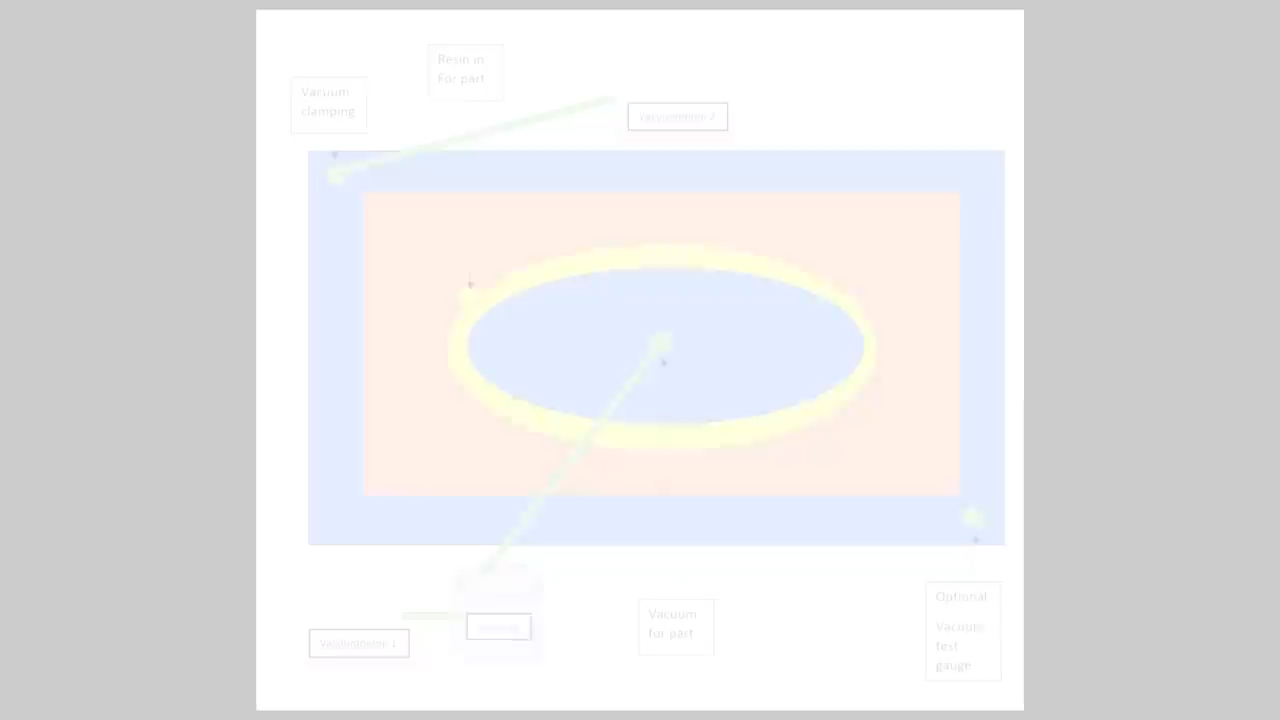 Resin in
For part
Vacuum
clamping
Vacuum
for part
Optional
Vacuum
test
gauge